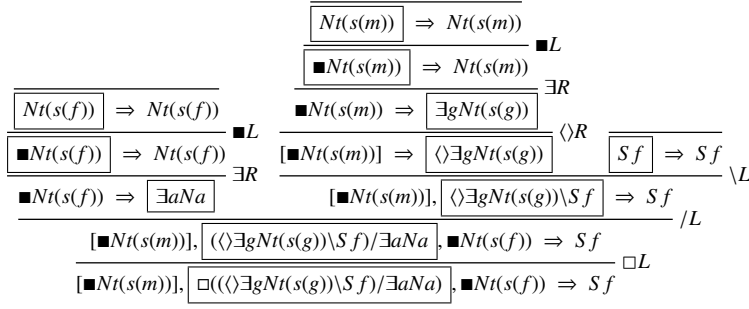 Nt(s(m)) ⇒ Nt(s(m))
■L
■Nt(s(m)) ⇒ Nt(s(m))
∃R
Nt(s(f)) ⇒ Nt(s(f))
■L
■Nt(s(m)) ⇒ ∃gNt(s(g))
⟨⟩R
■Nt(s(f)) ⇒ Nt(s(f))
∃R
[■Nt(s(m))] ⇒ ⟨⟩∃gNt(s(g))
Sf ⇒ Sf
\L
■Nt(s(f)) ⇒ ∃aNa
[■Nt(s(m))], ⟨⟩∃gNt(s(g))\Sf ⇒ Sf
/L
[■Nt(s(m))], (⟨⟩∃gNt(s(g))\Sf)/∃aNa, ■Nt(s(f)) ⇒ Sf
□L
[■Nt(s(m))], □((⟨⟩∃gNt(s(g))\Sf)/∃aNa), ■Nt(s(f)) ⇒ Sf